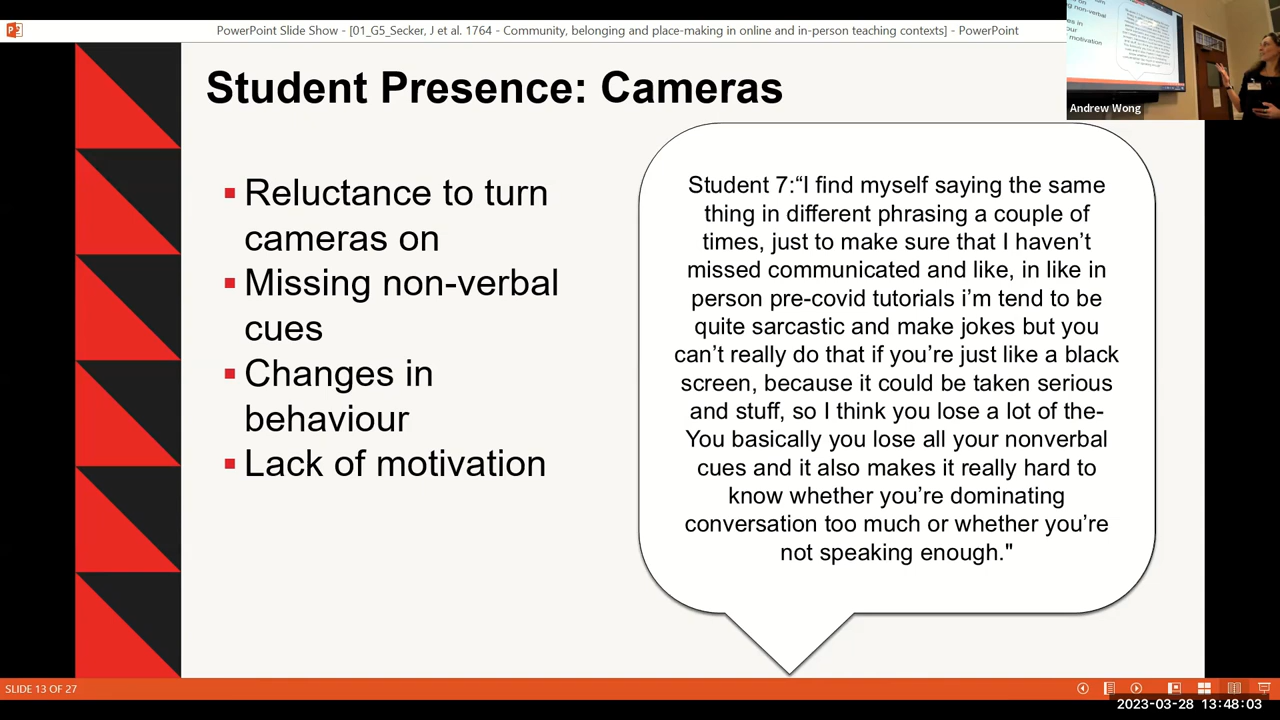 PowerPoint Slide Show - [01_G5_Secker_J et al. 1764 - Community, belonging and place-making in online and in-person teaching contexts] - PowerPoint
Andrew Wong
Student Presence: Cameras
Reluctance to turn
cameras on
Missing non-verbal
cues
Changes in
behaviour
Lack of motivation
Student 7:“I find myself saying the same
thing in different phrasing a couple of
times, just to make sure that I haven’t
missed communicated and like, in like in
person pre-covid tutorials i’m tend to be
quite sarcastic and make jokes but you
can’t really do that if you’re just like a black
screen, because it could be taken serious
and stuff, so I think you lose a lot of the-
You basically you lose all your nonverbal
cues and it also makes it really hard to
know whether you’re dominating
conversation too much or whether you’re
not speaking enough."
SLIDE 13 OF 27
2023-03-28 13:48:03